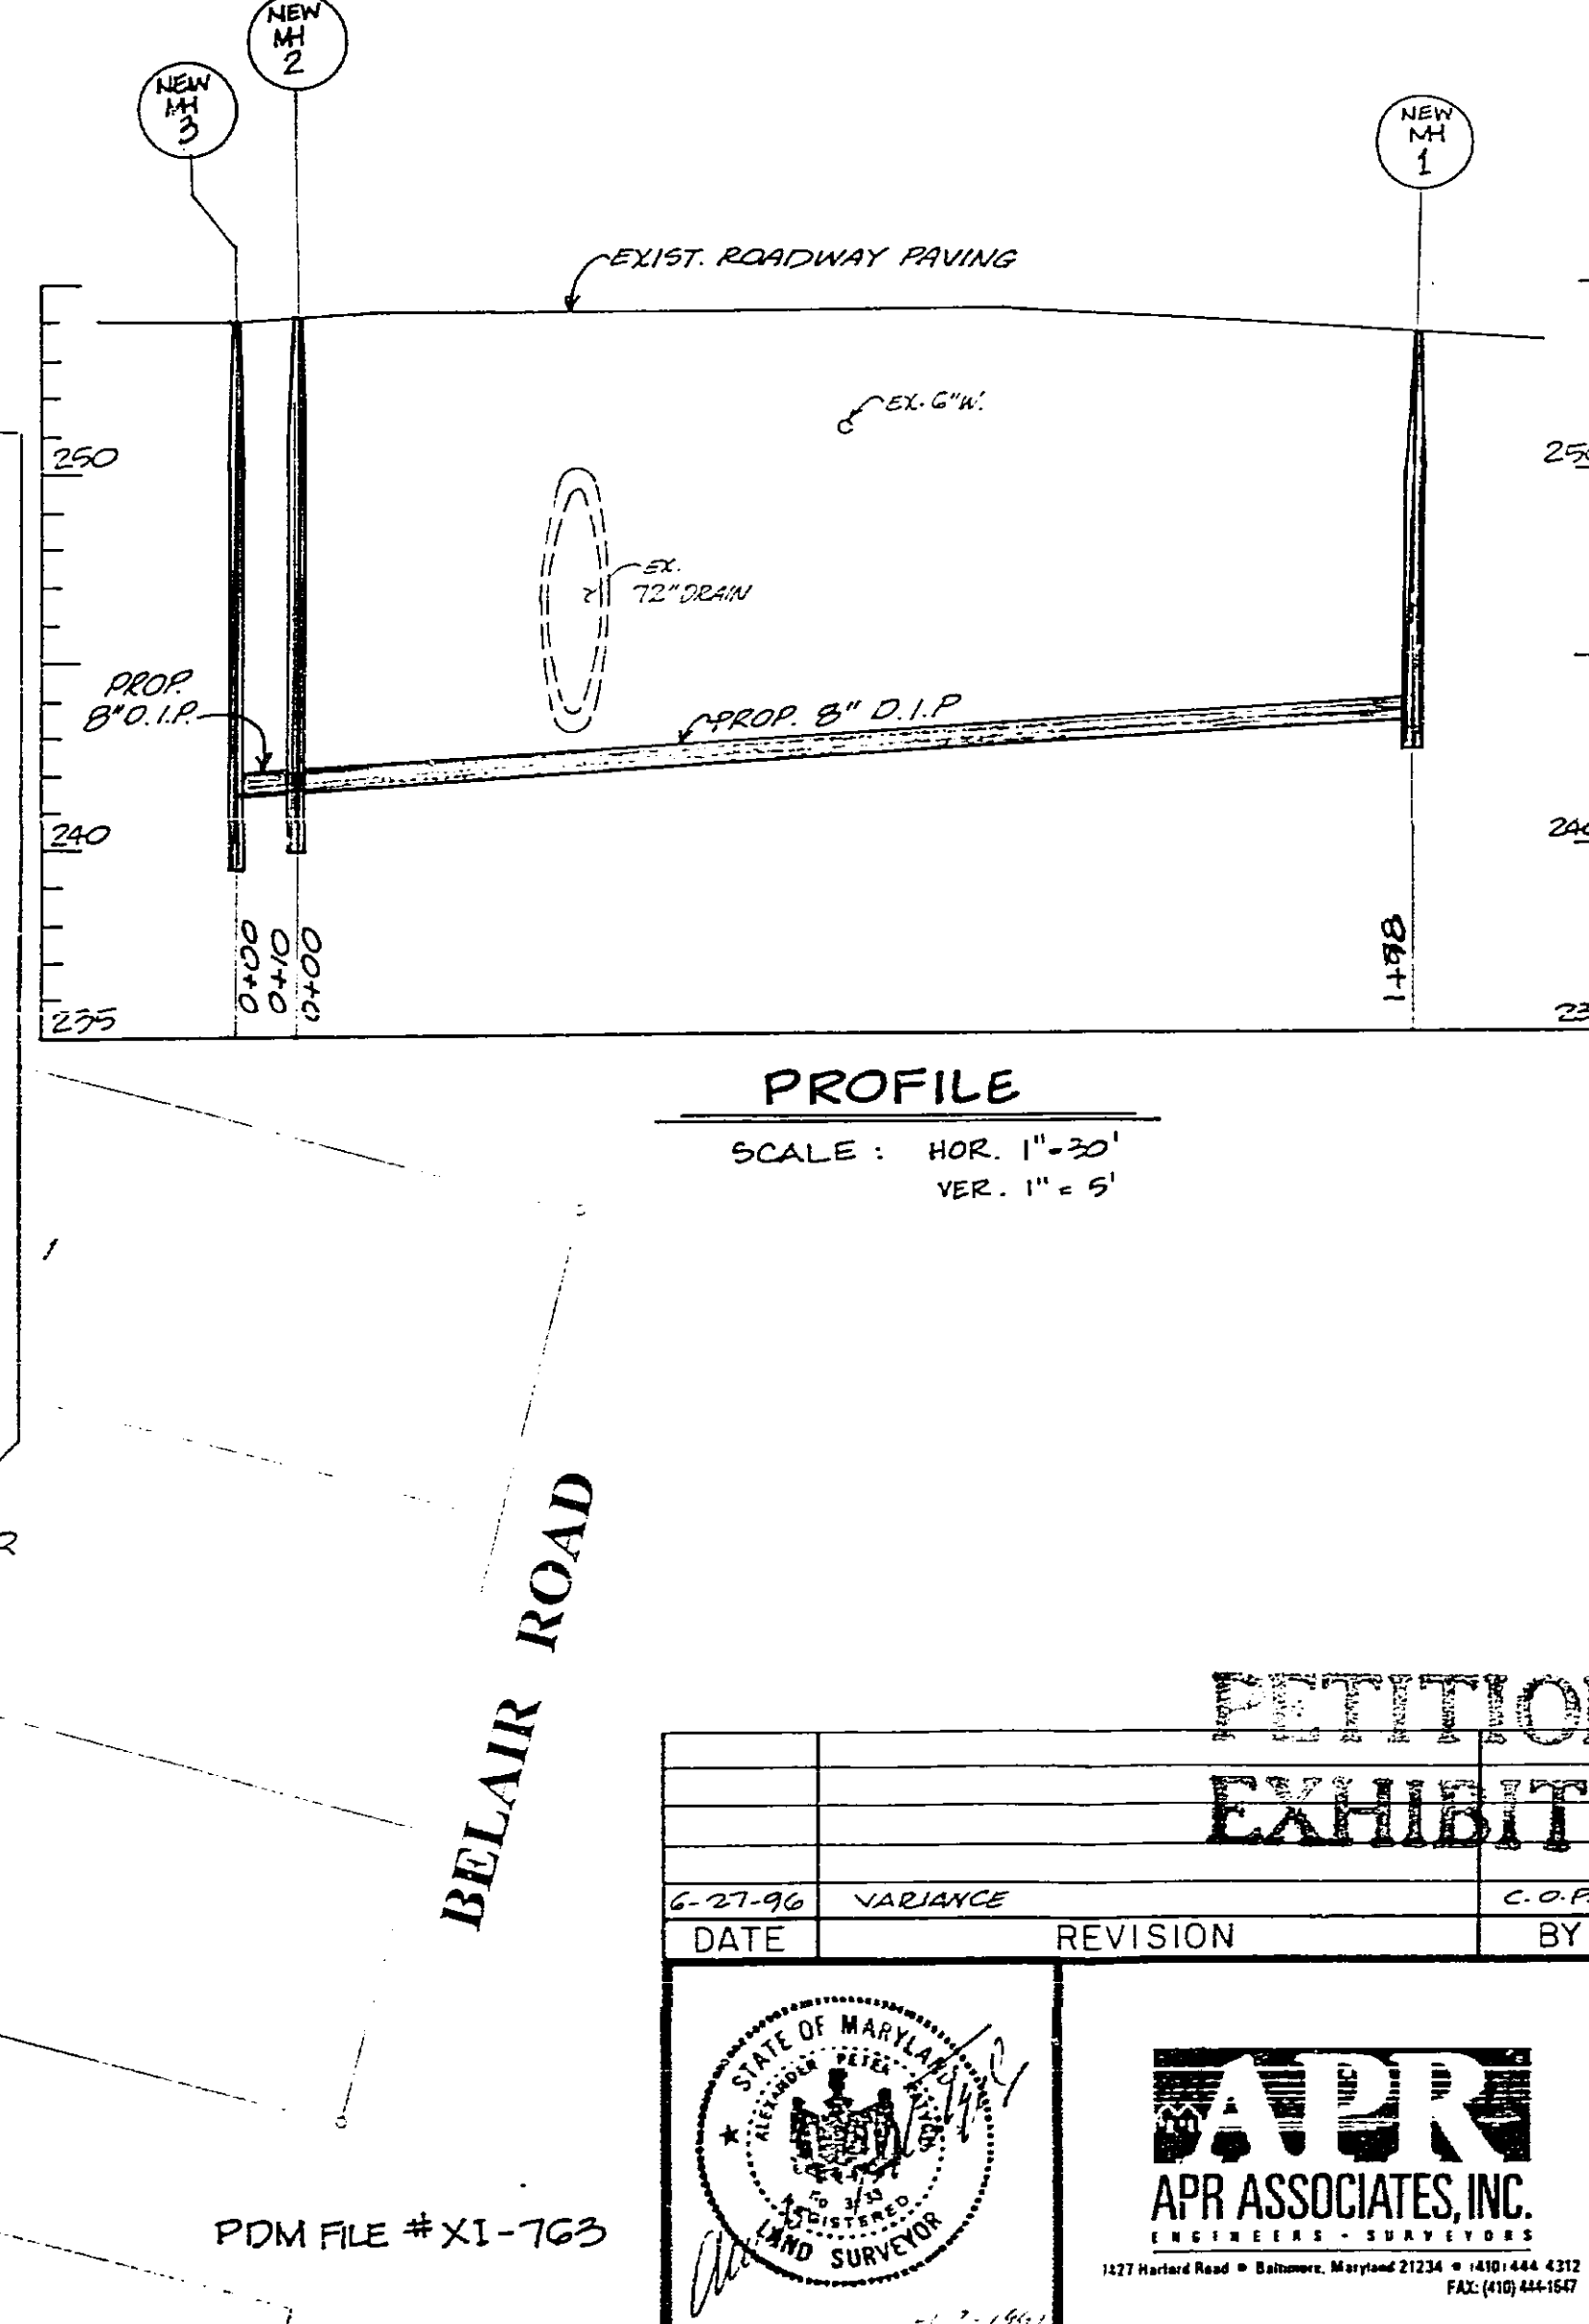 NEW
MH
2
NEW
MH
3
NEW
MH
1
EXIST. ROADWAY PAVING
EX. 6"W.
250
EX.
72" DRAIN
PROP.
8" D.I.P.
PROP. 8" D.I.P
240
0+00
0+10
0+00
1+98
235
PROFILE
SCALE : HOR. 1"=30'
VER. 1" = 5'
1
BELAIR ROAD
EXHIBIT
6-27-96 VARIANCE
DATE REVISION BY
STATE OF MARYLAND
ALEXANDER PETER
REGISTERED
LAND SURVEYOR
APR
APR ASSOCIATES, INC.
ENGINEERS - SURVEYORS
Harford Road • Baltimore, Maryland 21234 • (410) 444 4312
FAX: (410) 444-1647
PDM FILE # XI-763